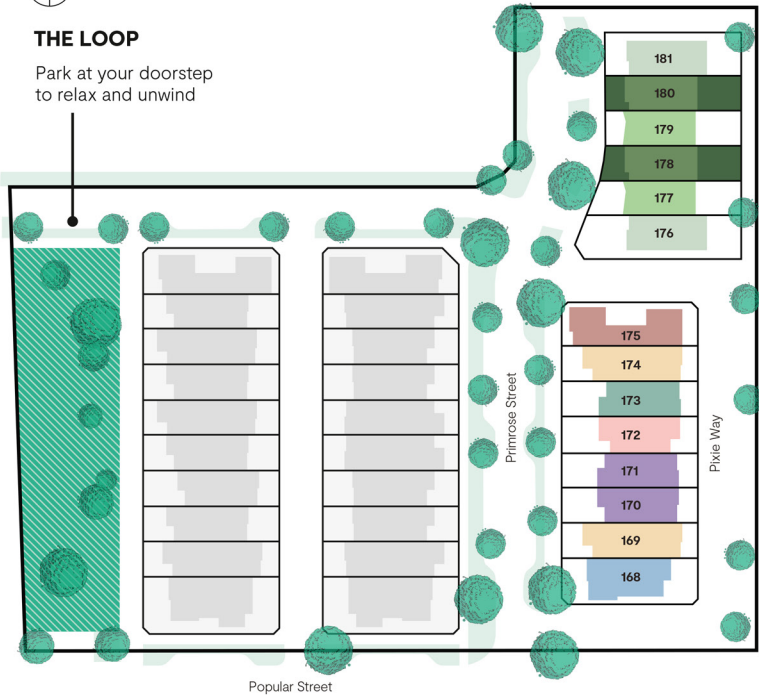 THE LOOP
Park at your doorstep
to relax and unwind
181
180
179
178
177
176
175
174
173
172
171
170
169
168
Primrose Street
Pixie Way
Popular Street